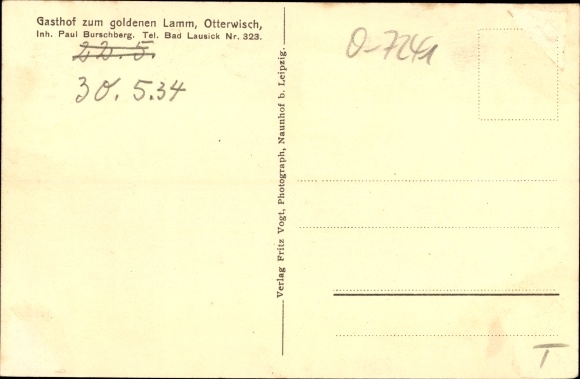 Gasthof zum goldenen Lamm, Otterwisch,
Inh. Paul Burschberg. Tel. Bad Lausick Nr. 323.
22.5.
30.5.34
Verlag Fritz Vogt, Photograph, Naunhof b. Leipzig.
O-7241
T